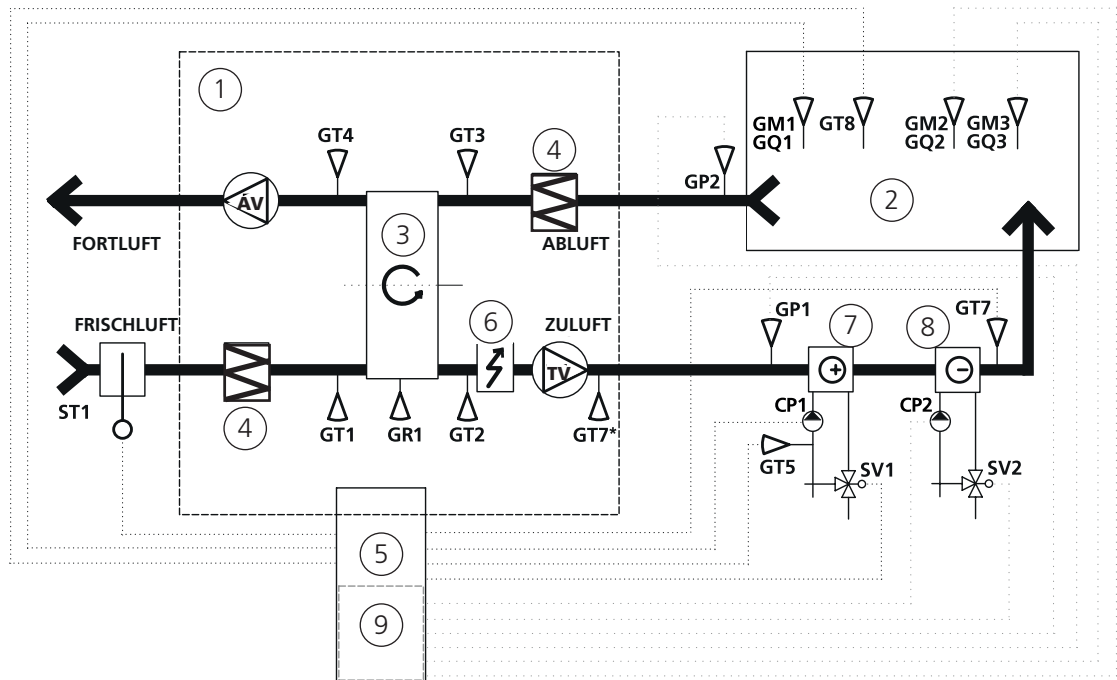 1
GM1
GQ1
GT8
GM2
GQ2
GM3
GQ3
GT4
GT3
4
GP2
2
ÁV
3
FORTLUFT
ABLUFT
FRISCHLUFT
6
ZULUFT
GP1
7
8
GT7
TV
+
−
ST1
4
GT1
GR1
GT2
GT7*
CP1
CP2
GT5
SV1
SV2
5
9